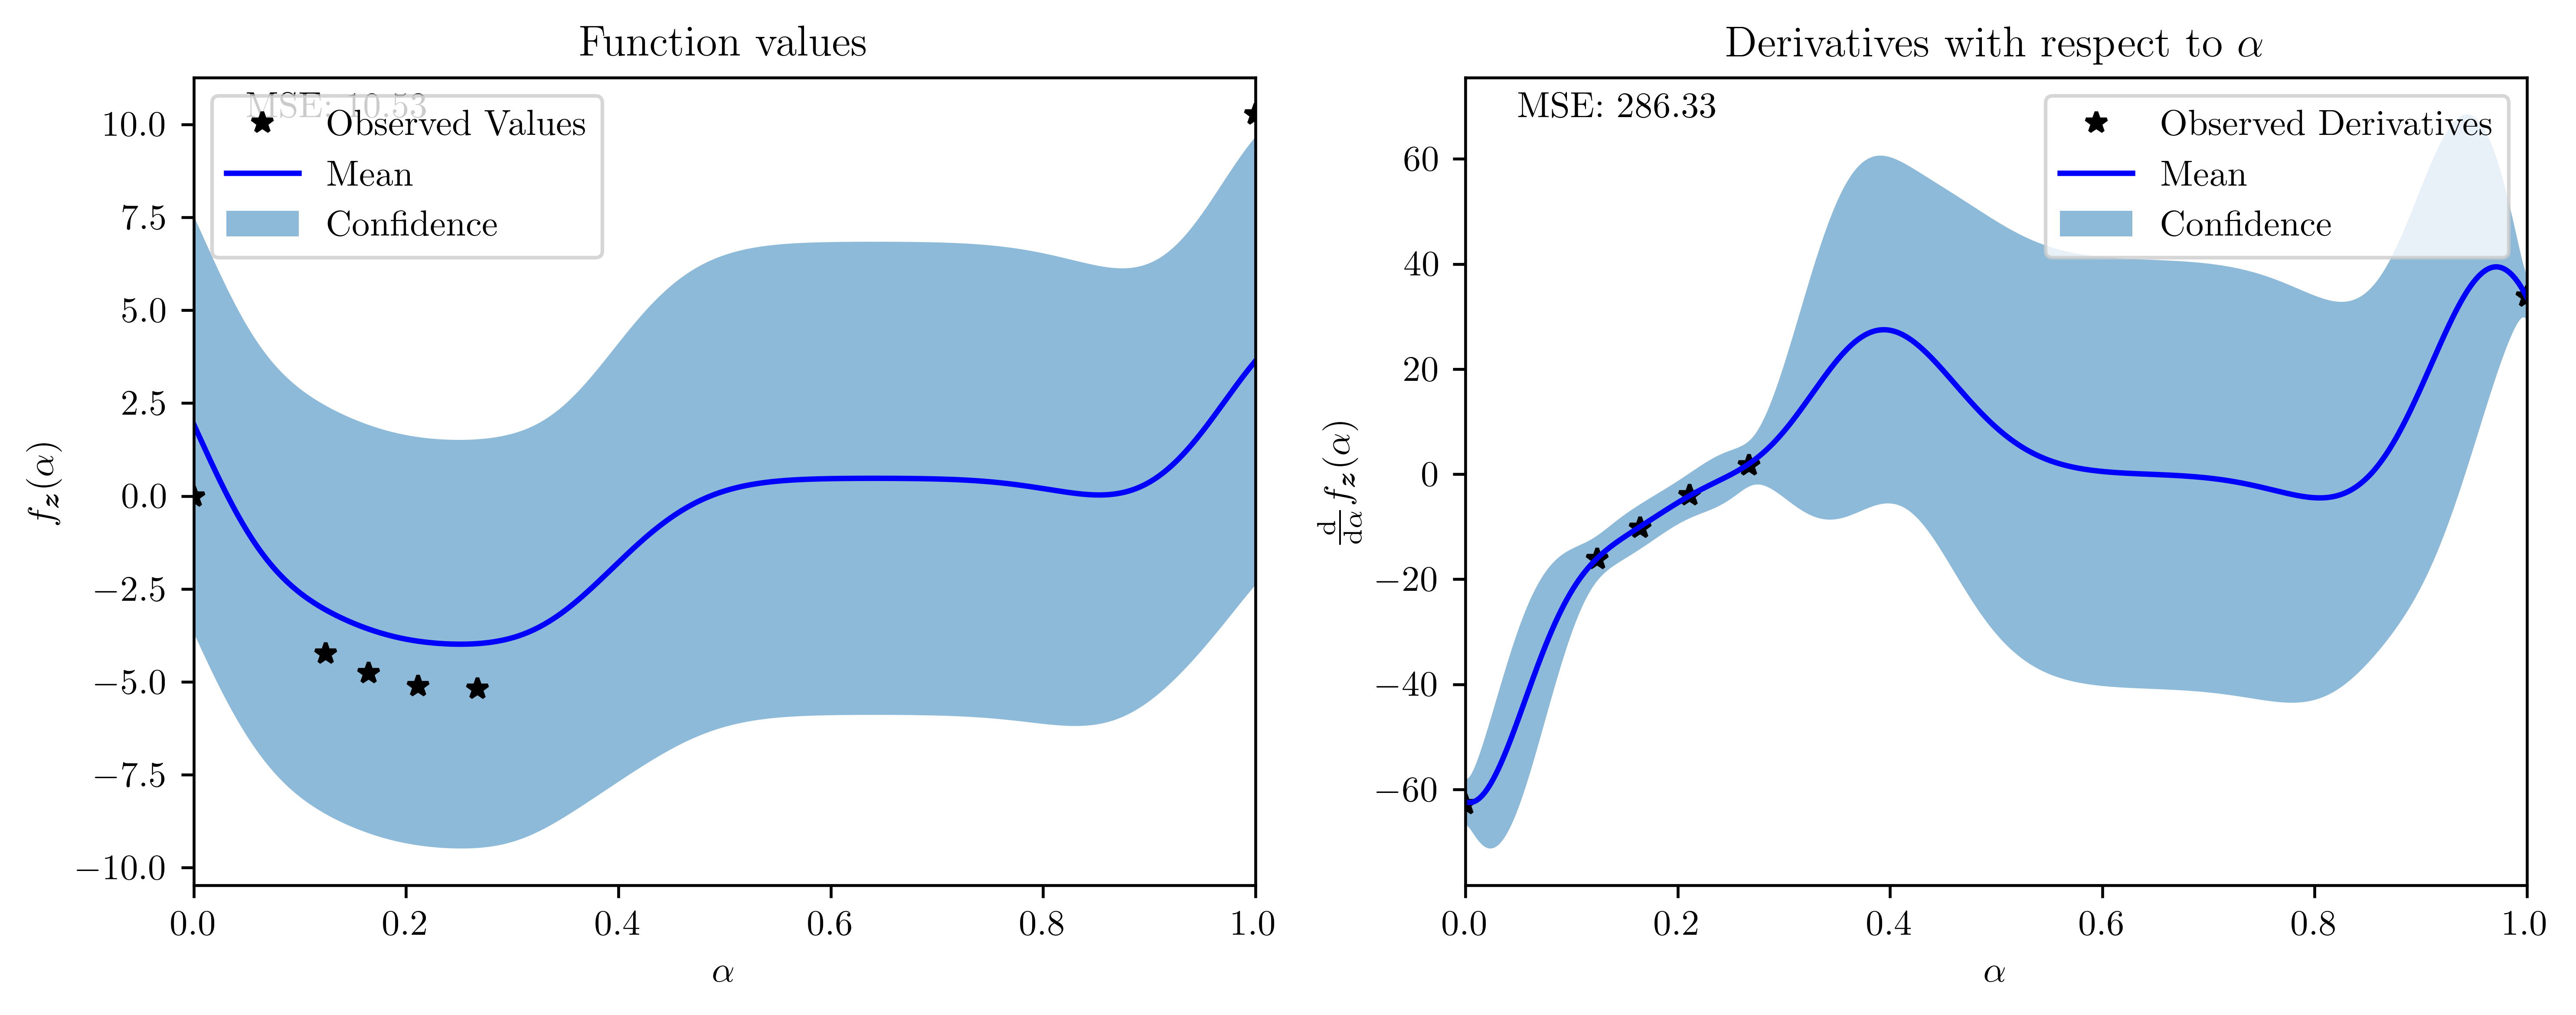 Function values
MSE: 10.53
Observed Values
Mean
Confidence
10.0
7.5
5.0
2.5
0.0
−2.5
−5.0
−7.5
−10.0
f_z(α)
0.0 0.2 0.4 0.6 0.8 1.0
α
Derivatives with respect to α
MSE: 286.33
Observed Derivatives
Mean
Confidence
60
40
20
0
−20
−40
−60
d/dα f_z(α)
0.0 0.2 0.4 0.6 0.8 1.0
α